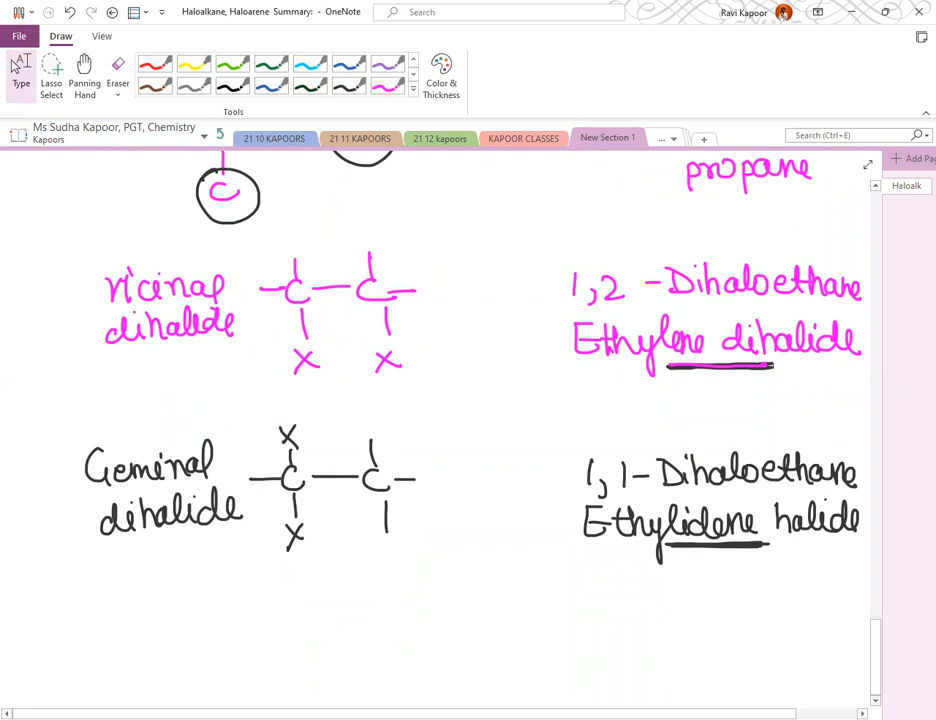 Haloalkane, Haloarene Summary: - OneNote
Search
Ravi Kapoor
File
Draw
View
Type
Lasso Select
Panning Hand
Eraser
Color & Thickness
Tools
Ms Sudha Kapoor, PGT, Chemistry
Kapoors
21 10 KAPOORS
21 11 KAPOORS
21 12 kapoors
KAPOOR CLASSES
New Section 1
...
+
Search (Ctrl+E)
+ Add Pag
Haloalk
C
propane
vicinal dihalide
C C
X X
1,2 -Dihaloethane
Ethylene dihalide
Geminal dihalide
X
C C
X
1,1-Dihaloethane
Ethylidene halide